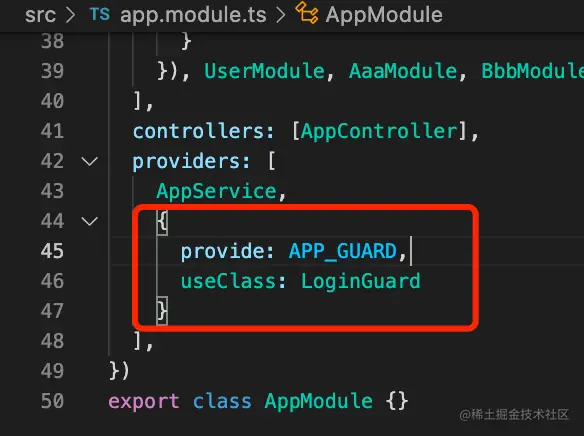 src > TS app.module.ts > AppModule
38 }
39 }), UserModule, AaaModule, BbbModule
40 ],
41 controllers: [AppController],
42 providers: [
43 AppService,
44 {
45 provide: APP_GUARD,
46 useClass: LoginGuard
47 }
48 ],
49 })
50 export class AppModule {}
@稀土掘金技术社区